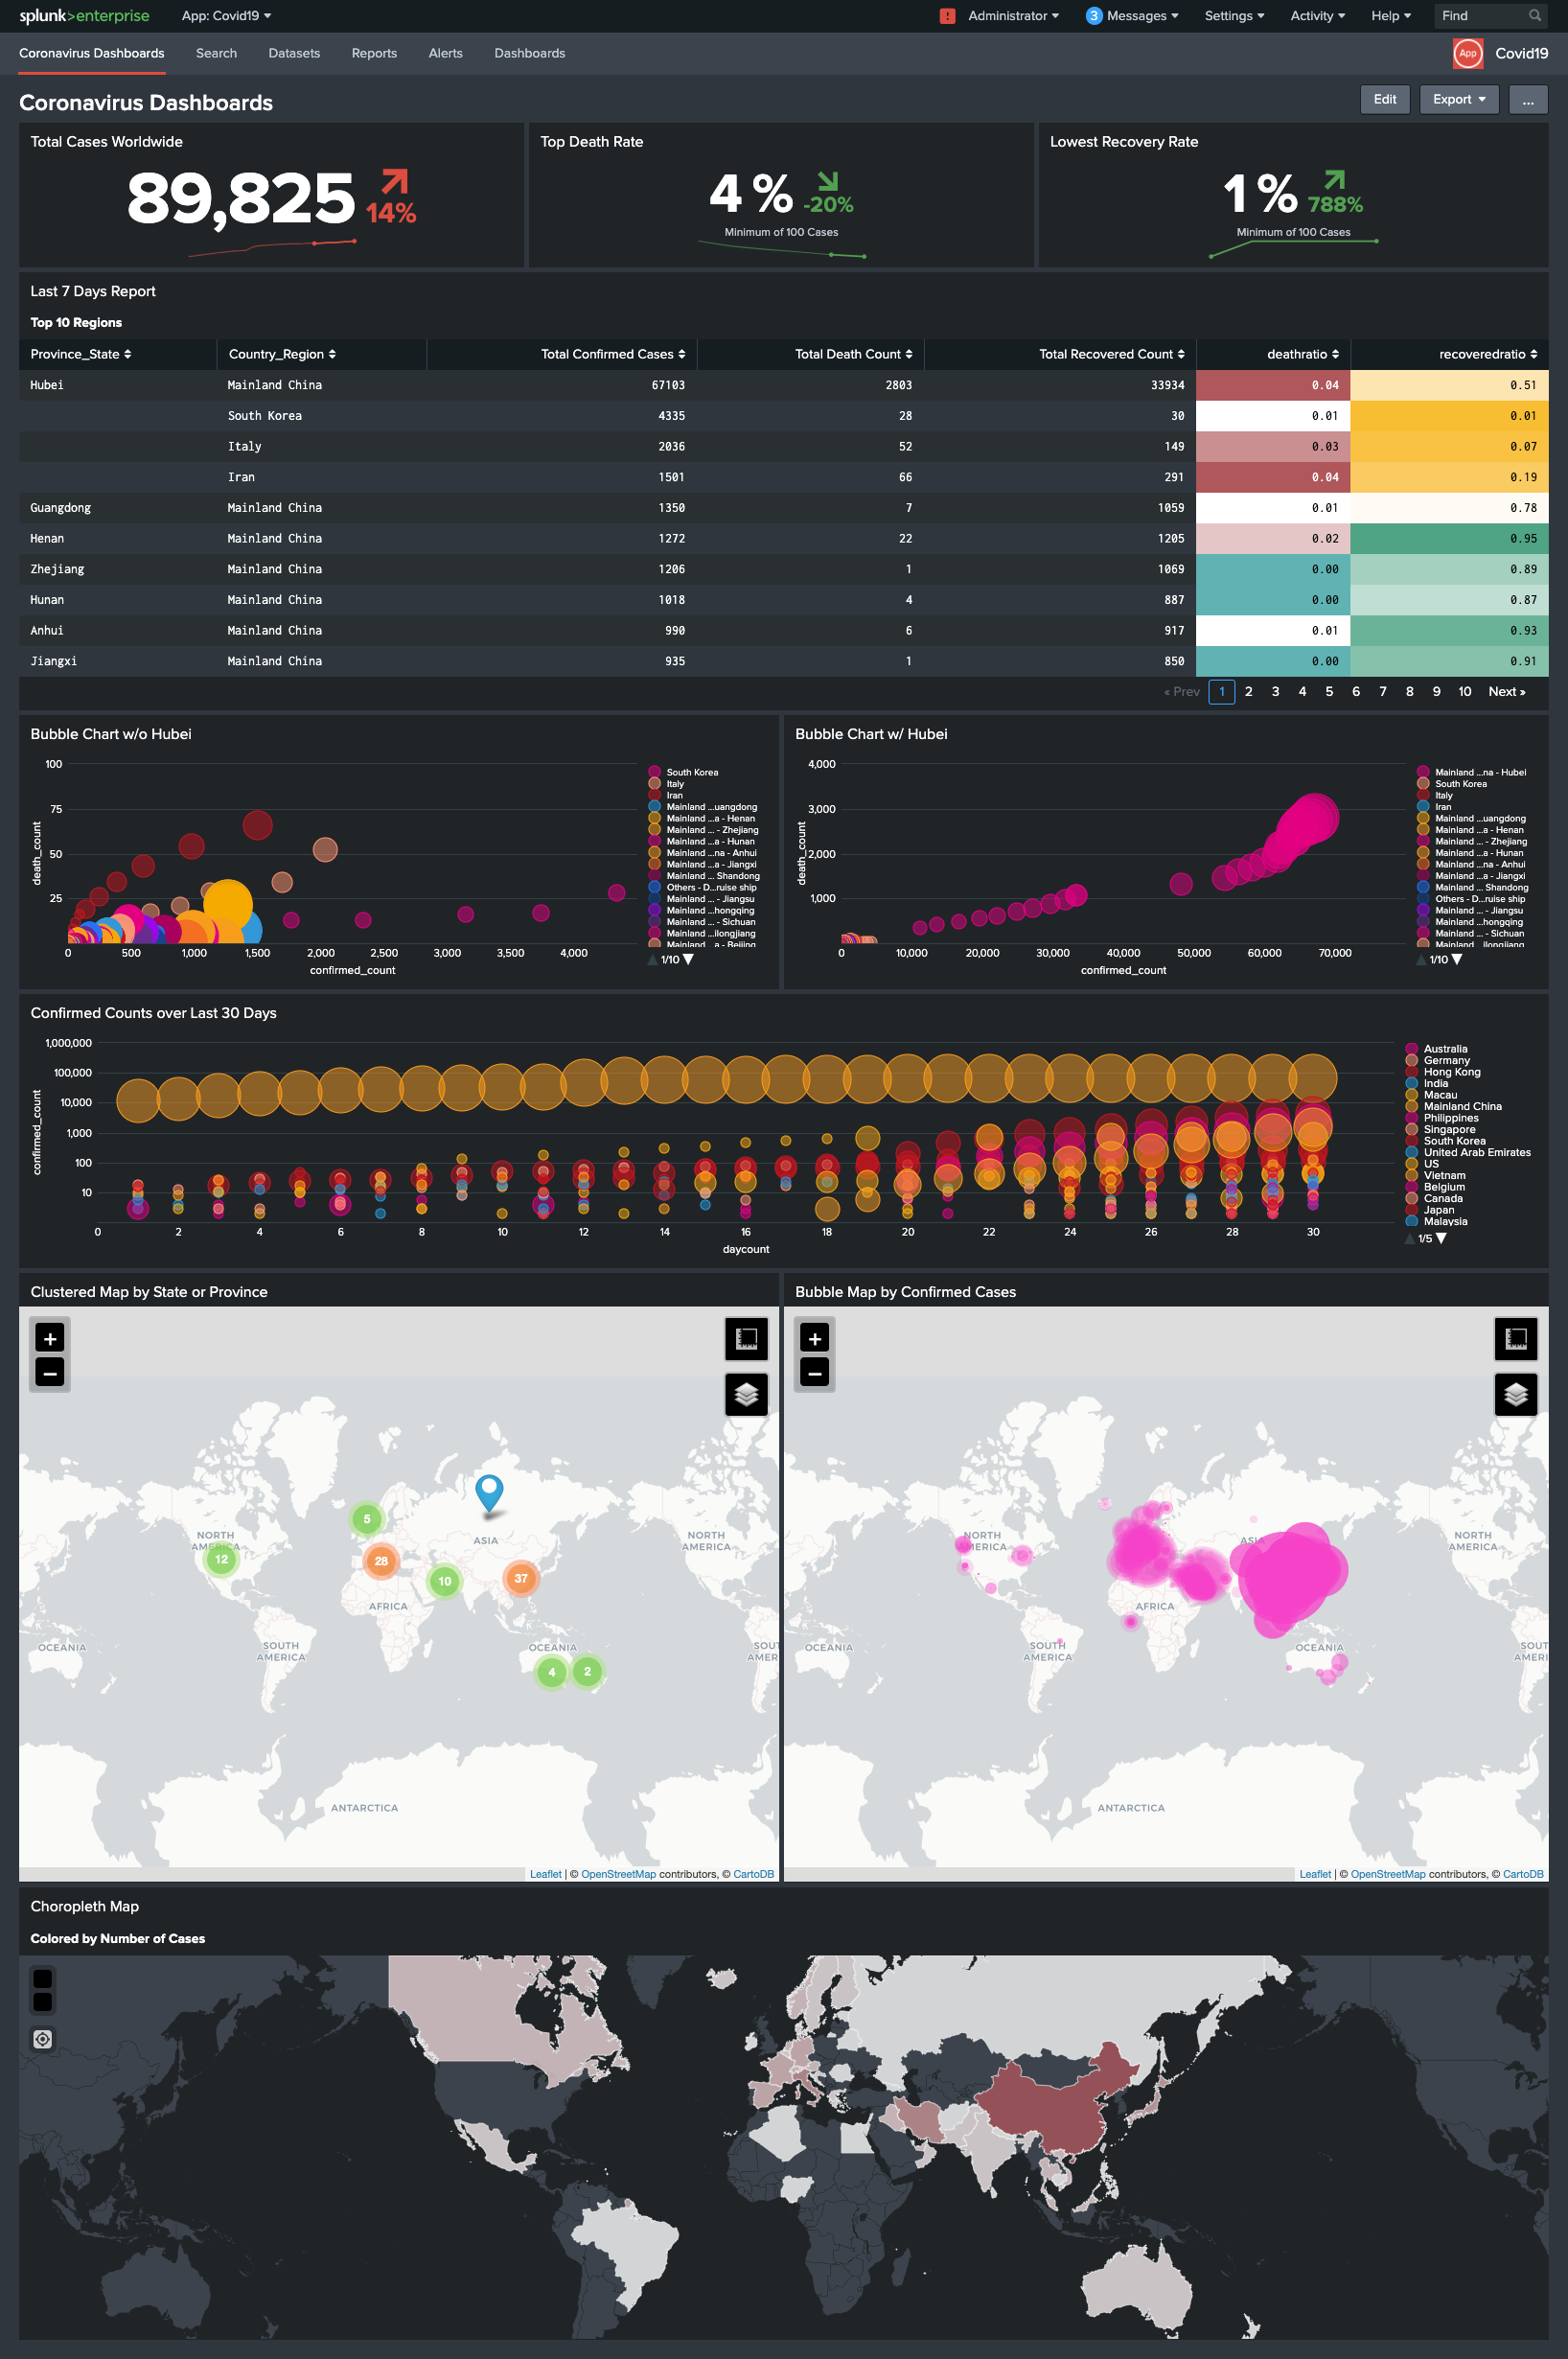 splunk>enterprise App: Covid19 ! Administrator 3 Messages Settings Activity Help Find
Coronavirus Dashboards Search Datasets Reports Alerts Dashboards App Covid19
Coronavirus Dashboards Edit Export ...
Total Cases Worldwide Top Death Rate Lowest Recovery Rate
89,825 14% 4 % -20% 1 % 788%
Minimum of 100 Cases Minimum of 100 Cases
Last 7 Days Report
Top 10 Regions
Province_State Country_Region Total Confirmed Cases Total Death Count Total Recovered Count deathratio recoveredratio
Hubei Mainland China 67103 2803 33934 0.04 0.51
South Korea 4335 28 30 0.01 0.01
Italy 2036 52 149 0.03 0.07
Iran 1501 66 291 0.04 0.19
Guangdong Mainland China 1350 7 1059 0.01 0.78
Henan Mainland China 1272 22 1205 0.02 0.95
Zhejiang Mainland China 1206 1 1069 0.00 0.89
Hunan Mainland China 1018 4 887 0.00 0.87
Anhui Mainland China 990 6 917 0.01 0.93
Jiangxi Mainland China 935 1 850 0.00 0.91
« Prev 1 2 3 4 5 6 7 8 9 10 Next »
Bubble Chart w/o Hubei
100
75
50
25
death_count
0 500 1,000 1,500 2,000 2,500 3,000 3,500 4,000
confirmed_count
South Korea
Italy
Iran
Mainland ...uangdong
Mainland ...a - Henan
Mainland ... - Zhejiang
Mainland ...a - Hunan
Mainland ...na - Anhui
Mainland ...a - Jiangxi
Mainland ... Shandong
Others - D...ruise ship
Mainland ... - Jiangsu
Mainland ...hongqing
Mainland ... - Sichuan
Mainland ...ilongjiang
Mainland ...a - Beijing
1/10
Bubble Chart w/ Hubei
4,000
3,000
2,000
1,000
death_count
0 10,000 20,000 30,000 40,000 50,000 60,000 70,000
confirmed_count
Mainland ...na - Hubei
South Korea
Italy
Iran
Mainland ...uangdong
Mainland ...a - Henan
Mainland ... - Zhejiang
Mainland ...a - Hunan
Mainland ...na - Anhui
Mainland ...a - Jiangxi
Mainland ... Shandong
Others - D...ruise ship
Mainland ... - Jiangsu
Mainland ...hongqing
Mainland ... - Sichuan
Mainland ...ilongjiang
1/10
Confirmed Counts over Last 30 Days
1,000,000
100,000
10,000
1,000
100
10
confirmed_count
0 2 4 6 8 10 12 14 16 18 20 22 24 26 28 30
daycount
Australia
Germany
Hong Kong
India
Macau
Mainland China
Philippines
Singapore
South Korea
United Arab Emirates
US
Vietnam
Belgium
Canada
Japan
Malaysia
1/5
Clustered Map by State or Province
+
−
5
NORTH AMERICA
12
28
10
ASIA
37
NORTH AMERICA
AFRICA
OCEANIA
SOUTH AMERICA
OCEANIA
4 2
ANTARCTICA
Leaflet | © OpenStreetMap contributors, © CartoDB
Bubble Map by Confirmed Cases
+
−
NORTH AMERICA
ASIA
NORTH AMERICA
AFRICA
OCEANIA
SOUTH AMERICA
OCEANIA
ANTARCTICA
Leaflet | © OpenStreetMap contributors, © CartoDB
Choropleth Map
Colored by Number of Cases